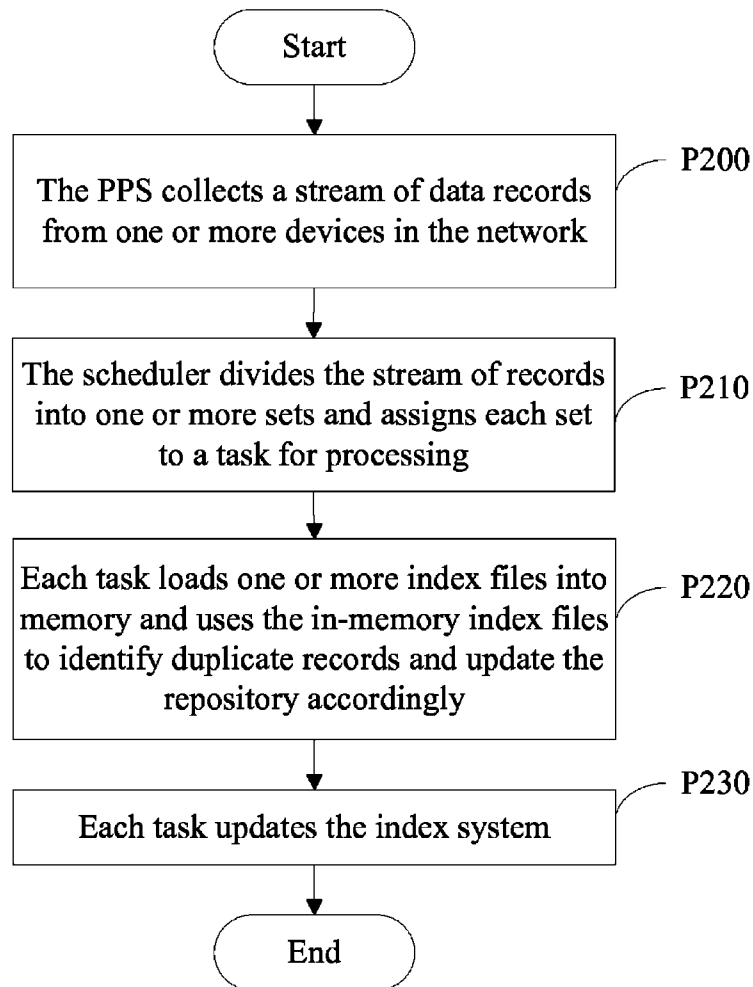 Start
P200
The PPS collects a stream of data records
from one or more devices in the network
P210
The scheduler divides the stream of records
into one or more sets and assigns each set
to a task for processing
P220
Each task loads one or more index files into
memory and uses the in-memory index files
to identify duplicate records and update the
repository accordingly
P230
Each task updates the index system
End